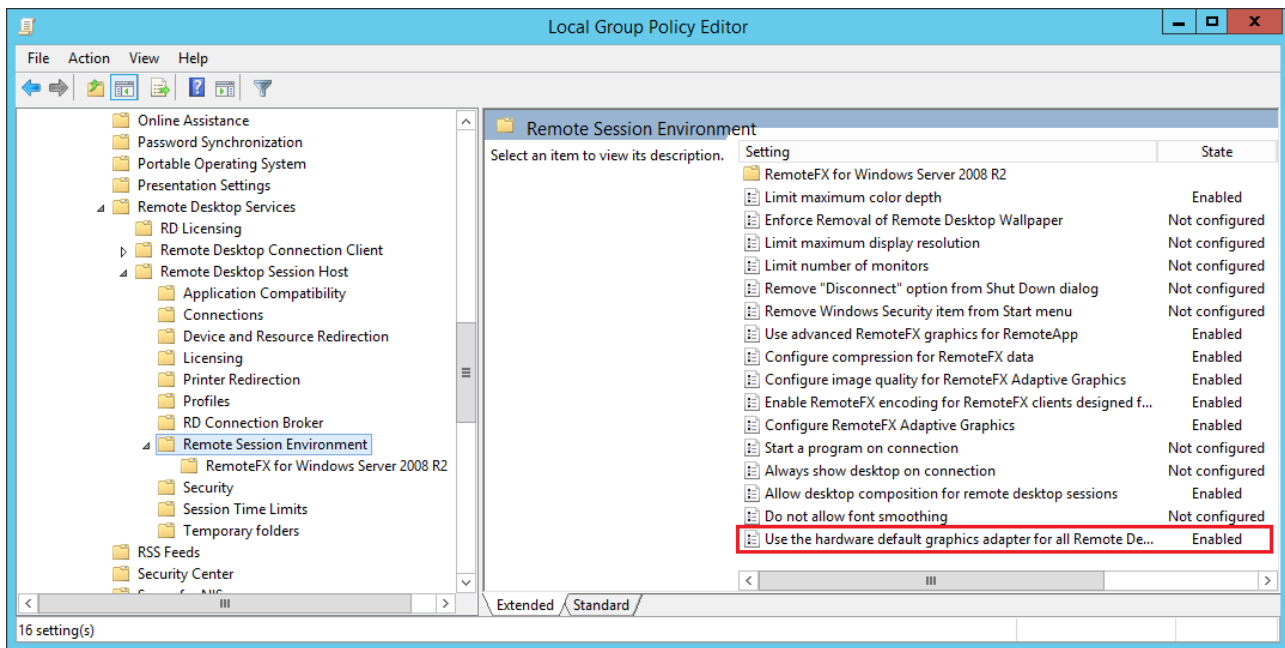 Local Group Policy Editor
File Action View Help
Online Assistance
Password Synchronization
Portable Operating System
Presentation Settings
Remote Desktop Services
RD Licensing
Remote Desktop Connection Client
Remote Desktop Session Host
Application Compatibility
Connections
Device and Resource Redirection
Licensing
Printer Redirection
Profiles
RD Connection Broker
Remote Session Environment
RemoteFX for Windows Server 2008 R2
Security
Session Time Limits
Temporary folders
RSS Feeds
Security Center
Remote Session Environment
Select an item to view its description.
Setting State
RemoteFX for Windows Server 2008 R2
Limit maximum color depth Enabled
Enforce Removal of Remote Desktop Wallpaper Not configured
Limit maximum display resolution Not configured
Limit number of monitors Not configured
Remove "Disconnect" option from Shut Down dialog Not configured
Remove Windows Security item from Start menu Not configured
Use advanced RemoteFX graphics for RemoteApp Enabled
Configure compression for RemoteFX data Enabled
Configure image quality for RemoteFX Adaptive Graphics Enabled
Enable RemoteFX encoding for RemoteFX clients designed f... Enabled
Configure RemoteFX Adaptive Graphics Enabled
Start a program on connection Not configured
Always show desktop on connection Not configured
Allow desktop composition for remote desktop sessions Enabled
Do not allow font smoothing Not configured
Use the hardware default graphics adapter for all Remote De... Enabled
Extended Standard
16 setting(s)